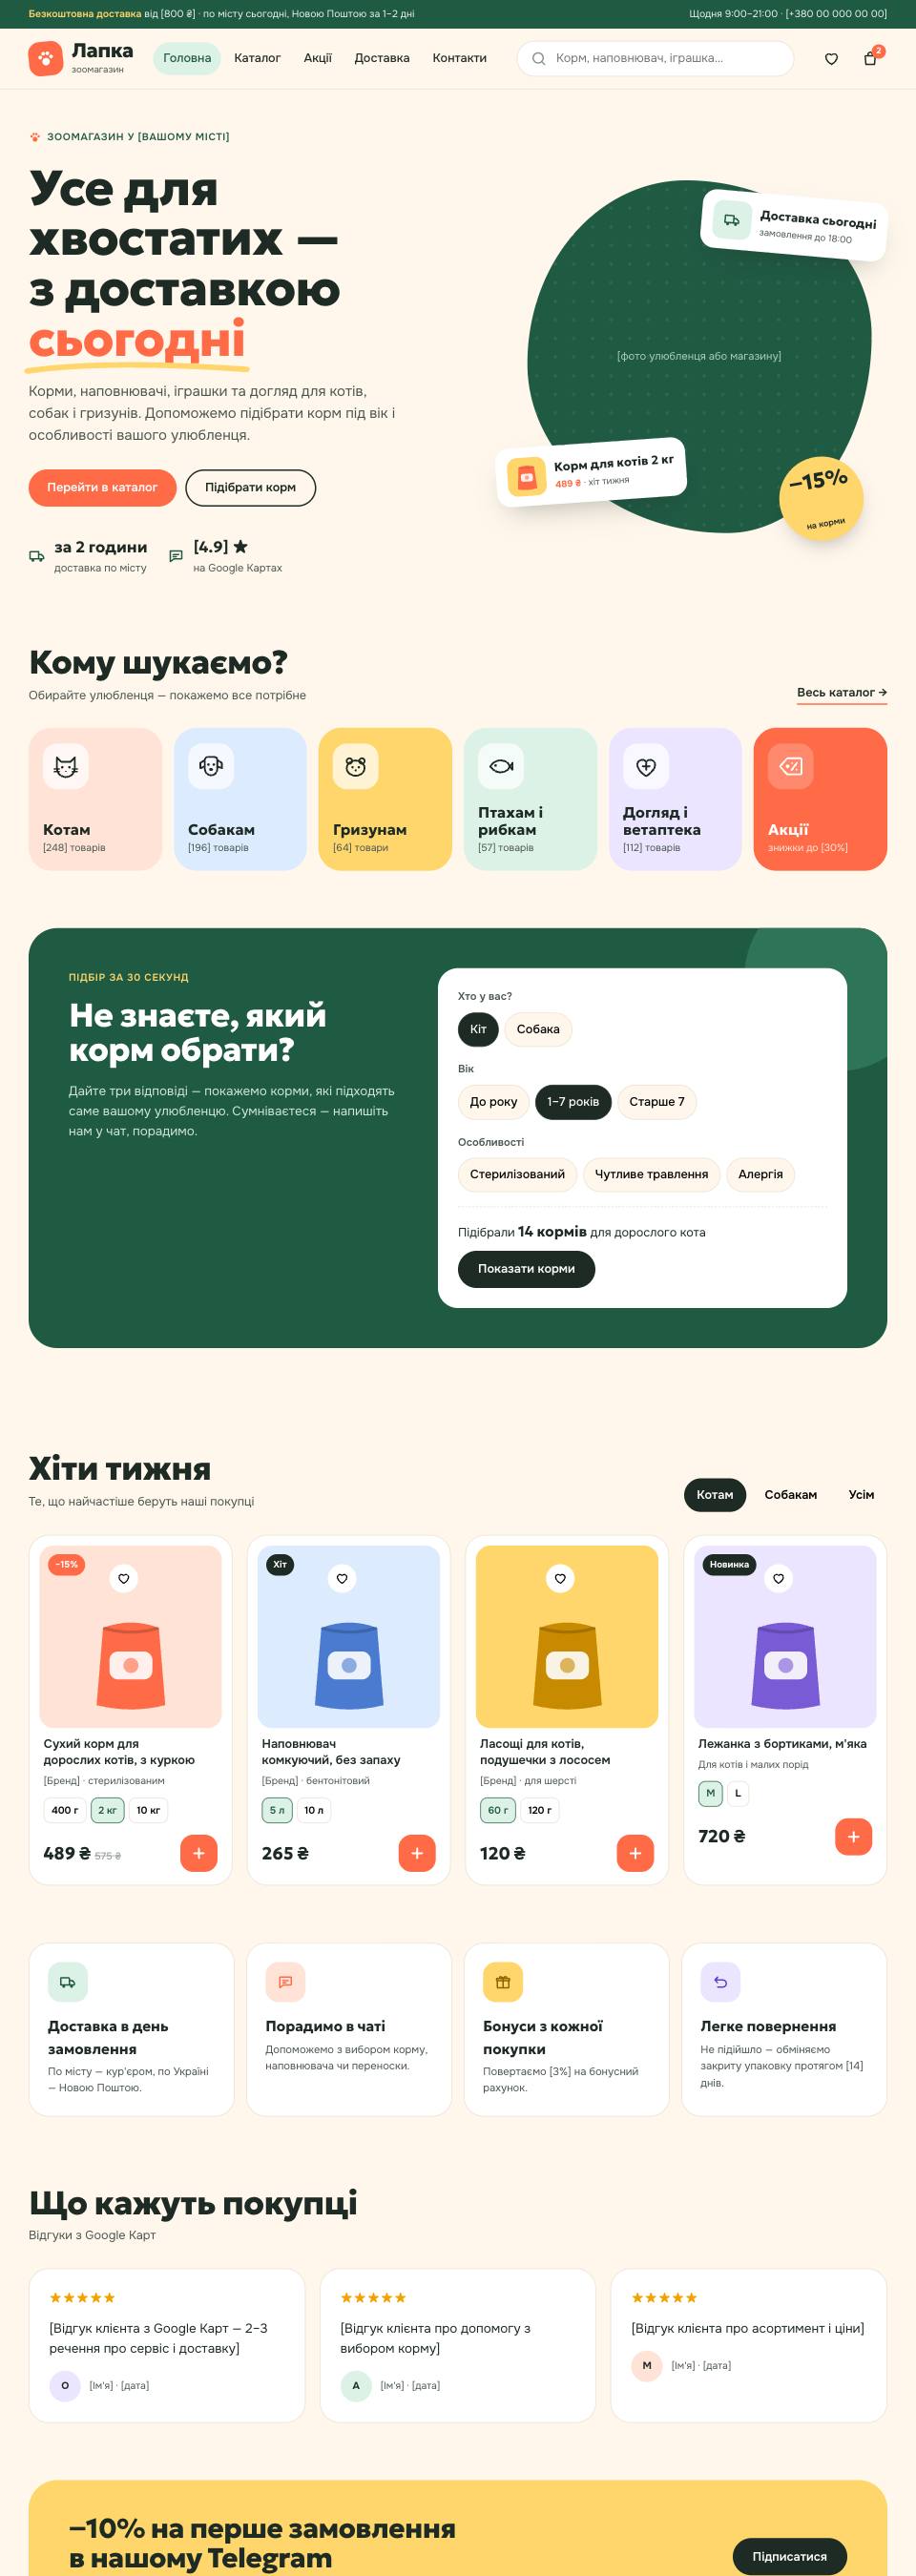 Безкоштовна доставка від [800 ₴] · по місту сьогодні, Новою Поштою за 1–2 дні
Щодня 9:00–21:00 · [+380 00 000 00 00]
Лапка
зоомагазин
Головна
Каталог
Акції
Доставка
Контакти
Корм, наповнювач, іграшка...
2
ЗООМАГАЗИН У [ВАШОМУ МІСТІ]
Усе для
хвостатих —
з доставкою
сьогодні
Корми, наповнювачі, іграшки та догляд для котів,
собак і гризунів. Допоможемо підібрати корм під вік і
особливості вашого улюбленця.
Перейти в каталог
Підібрати корм
за 2 години
доставка по місту
[4.9] ★
на Google Картах
Доставка сьогодні
замовлення до 18:00
[фото улюбленця або магазину]
Корм для котів 2 кг
489 ₴ · хіт тижня
−15%
на корми
Кому шукаємо?
Обирайте улюбленця — покажемо все потрібне
Весь каталог →
Котам
[248] товарів
Собакам
[196] товарів
Гризунам
[64] товари
Птахам і
рибкам
[57] товарів
Догляд і
ветаптека
[112] товарів
Акції
знижки до [30%]
ПІДБІР ЗА 30 СЕКУНД
Не знаєте, який
корм обрати?
Дайте три відповіді — покажемо корми, які підходять
саме вашому улюбленцю. Сумніваєтеся — напишіть
нам у чат, порадимо.
Хто у вас?
Кіт
Собака
Вік
До року
1–7 років
Старше 7
Особливості
Стерилізований
Чутливе травлення
Алергія
Підібрали 14 кормів для дорослого кота
Показати корми
Хіти тижня
Те, що найчастіше беруть наші покупці
Котам
Собакам
Усім
−15%
Сухий корм для
дорослих котів, з куркою
[Бренд] · стерилізованим
400 г
2 кг
10 кг
489 ₴ 575 ₴
Хіт
Наповнювач
комкуючий, без запаху
[Бренд] · бентонітовий
5 л
10 л
265 ₴
Ласощі для котів,
подушечки з лососем
[Бренд] · для шерсті
60 г
120 г
120 ₴
Новинка
Лежанка з бортиками, м'яка
Для котів і малих порід
M
L
720 ₴
Доставка в день
замовлення
По місту — кур'єром, по Україні
— Новою Поштою.
Порадимо в чаті
Допоможемо з вибором корму,
наповнювача чи переноски.
Бонуси з кожної
покупки
Повертаємо [3%] на бонусний
рахунок.
Легке повернення
Не підійшло — обміняємо
закриту упаковку протягом [14]
днів.
Що кажуть покупці
Відгуки з Google Карт
★★★★★
[Відгук клієнта з Google Карт — 2–3
речення про сервіс і доставку]
О
[Ім'я] · [дата]
★★★★★
[Відгук клієнта про допомогу з
вибором корму]
А
[Ім'я] · [дата]
★★★★★
[Відгук клієнта про асортимент і ціни]
М
[Ім'я] · [дата]
−10% на перше замовлення
в нашому Telegram
Підписатися